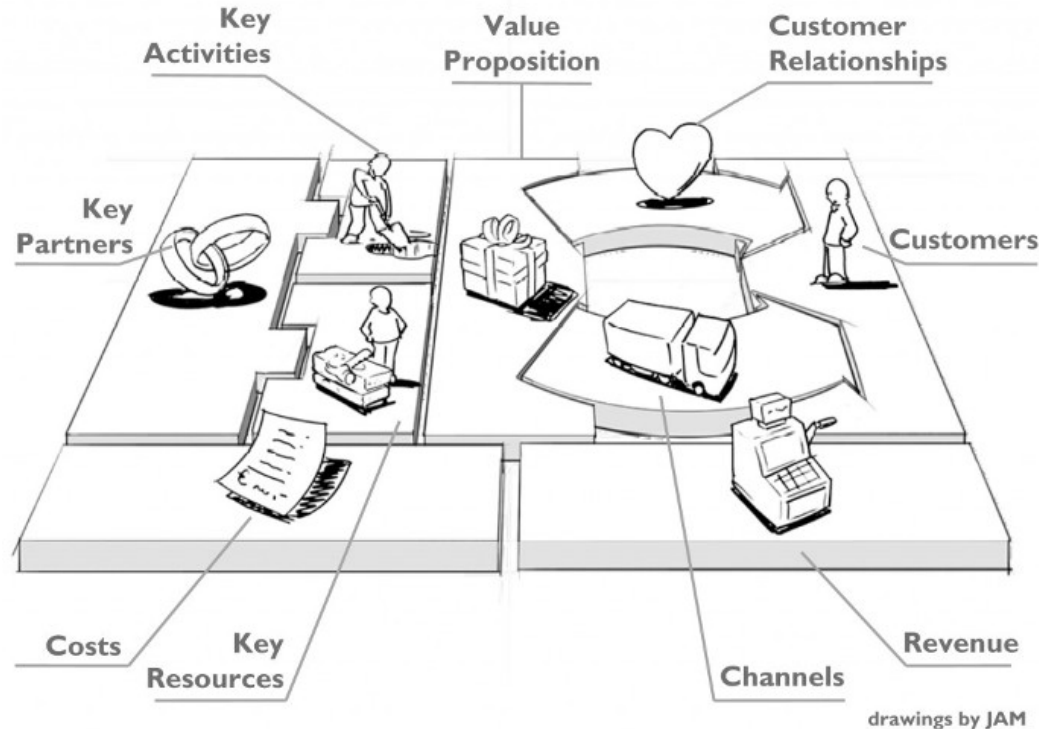 Key
Activities
Value
Proposition
Customer
Relationships
Key
Partners
Customers
Costs
Key
Resources
Channels
Revenue
drawings by JAM